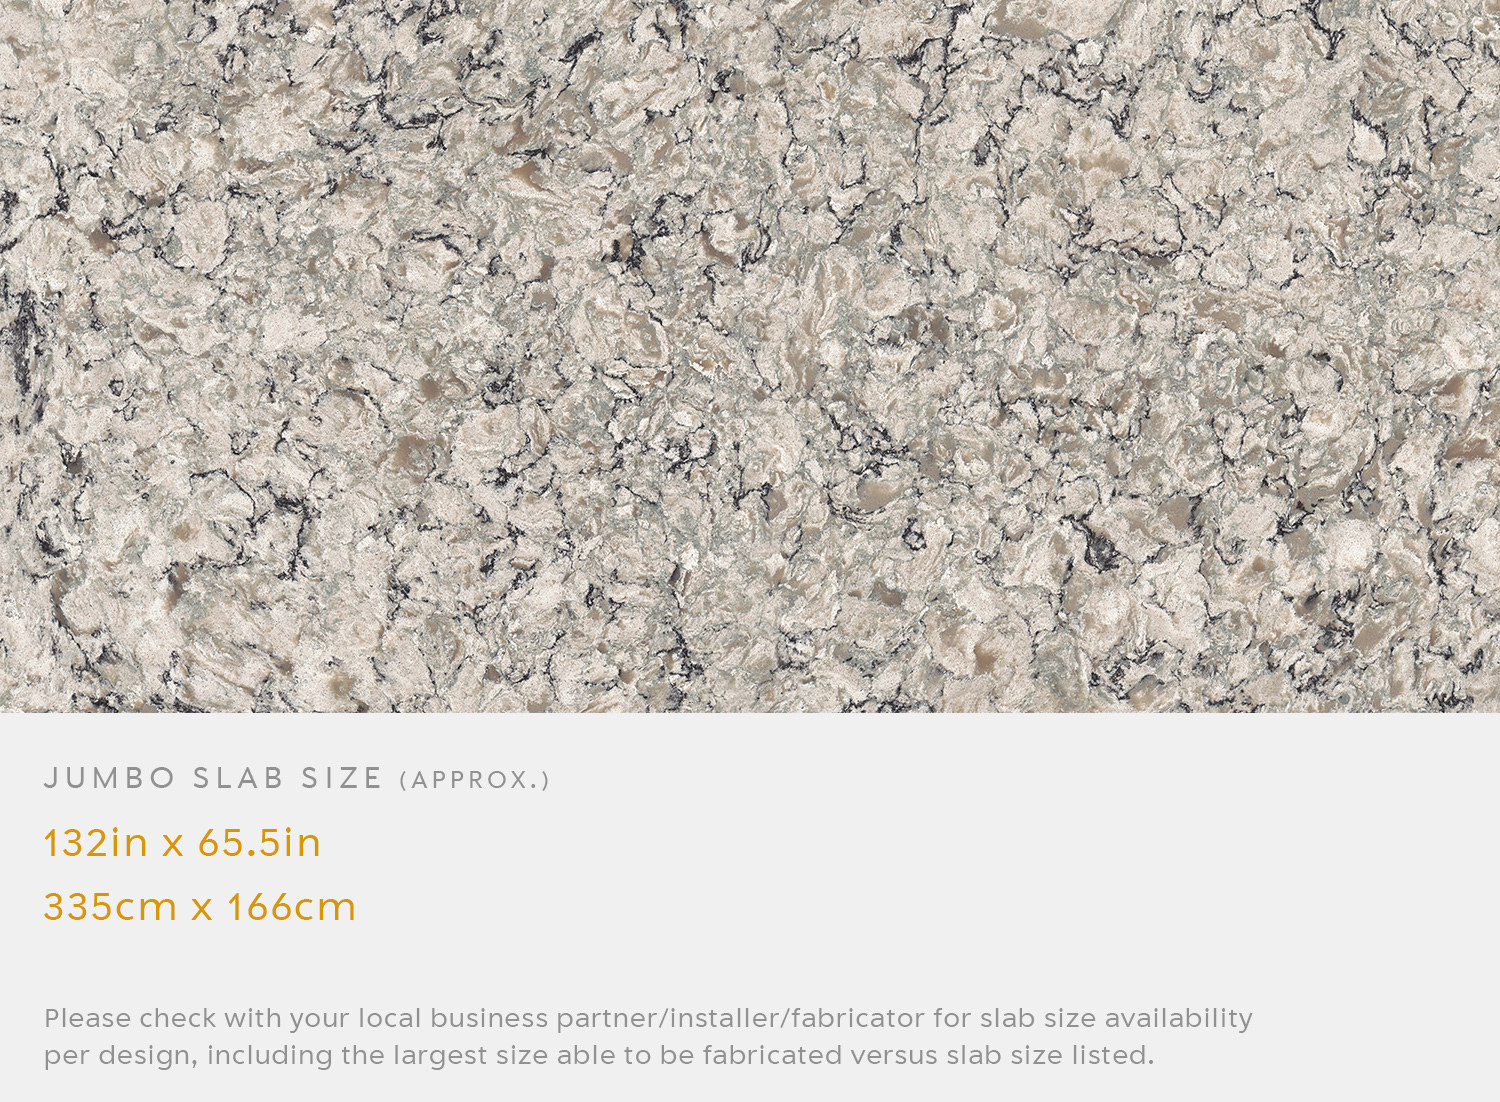 JUMBO SLAB SIZE (APPROX.)
132in x 65.5in
335cm x 166cm
Please check with your local business partner/installer/fabricator for slab size availability
per design, including the largest size able to be fabricated versus slab size listed.